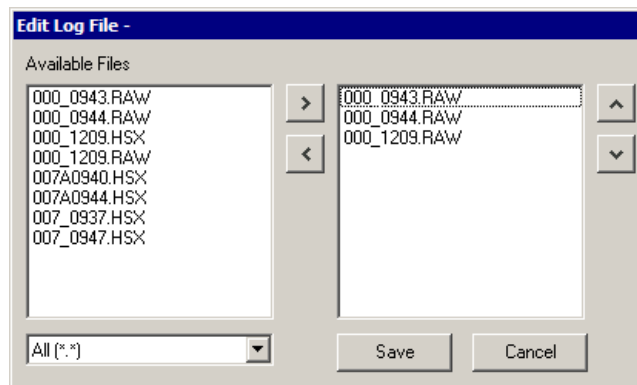 Edit Log File -
Available Files
000_0943.RAW
000_0944.RAW
000_1209.HSX
000_1209.RAW
007A0940.HSX
007A0944.HSX
007_0937.HSX
007_0947.HSX
>
<
000_0943.RAW
000_0944.RAW
000_1209.RAW
All (*.*)
Save
Cancel